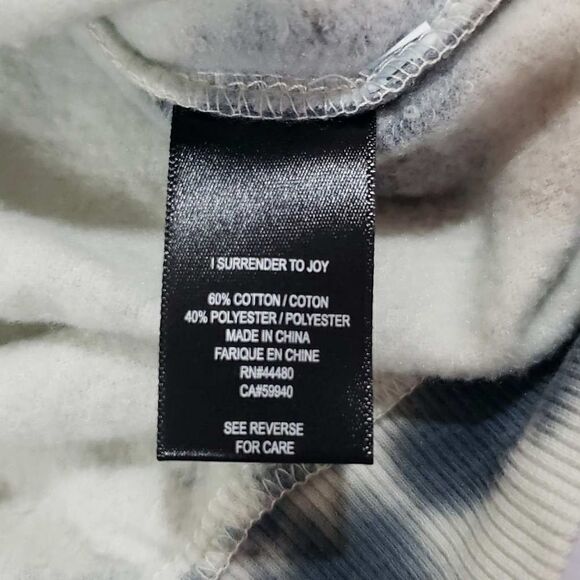 I SURRENDER TO JOY
60% COTTON / COTON
40% POLYESTER / POLYESTER
MADE IN CHINA
FARIQUE EN CHINE
RN#44480
CA#59940
SEE REVERSE
FOR CARE